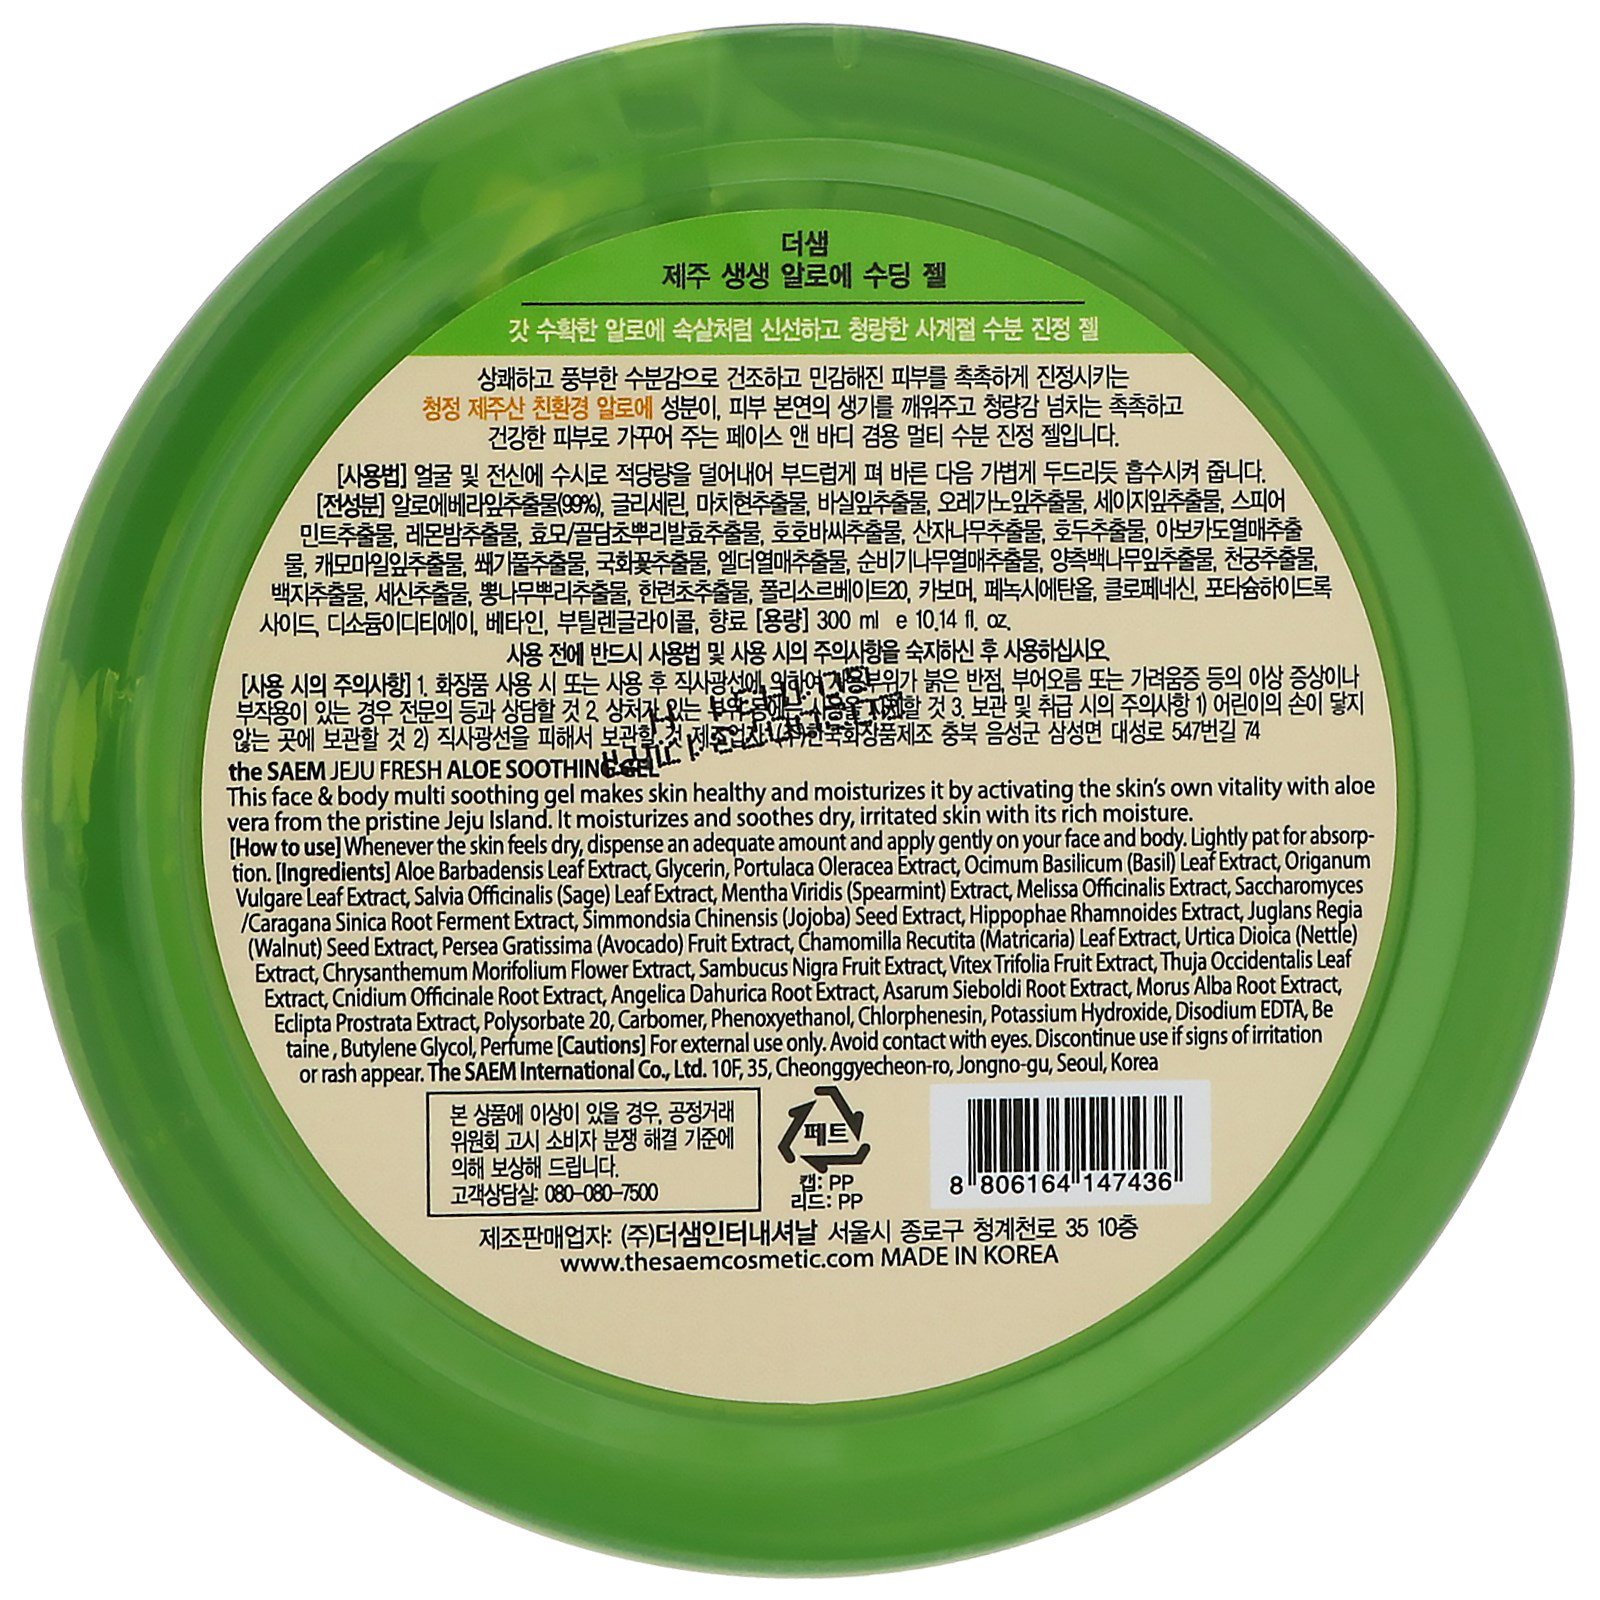 더샘
제주 생생 알로에 수딩 젤
갓 수확한 알로에 속살처럼 신선하고 청량한 사계절 수분 진정 젤
상쾌하고 풍부한 수분감으로 건조하고 민감해진 피부를 촉촉하게 진정시키는
청정 제주산 친환경 알로에 성분이, 피부 본연의 생기를 깨워주고 청량감 넘치는 촉촉하고
건강한 피부로 가꾸어 주는 페이스 앤 바디 겸용 멀티 수분 진정 젤입니다.
[사용법] 얼굴 및 전신에 수시로 적당량을 덜어내어 부드럽게 펴 바른 다음 가볍게 두드리듯 흡수시켜 줍니다.
[전성분] 알로에베라잎추출물(99%), 글리세린, 마치현추출물, 바실잎추출물, 오레가노잎추출물, 세이지잎추출물, 스피어
민트추출물, 레몬밤추출물, 효모/골담초뿌리발효추출물, 호호바씨추출물, 산자나무추출물, 호두추출물, 아보카도열매추출
물, 캐모마일잎추출물, 쐐기풀추출물, 국화꽃추출물, 엘더열매추출물, 순비기나무열매추출물, 양측백나무잎추출물, 천궁추출물,
백지추출물, 세신추출물, 뽕나무뿌리추출물, 한련초추출물, 폴리소르베이트20, 카보머, 페녹시에탄올, 클로페네신, 포타슘하이드록
사이드, 디소듐이디티에이, 베타인, 부틸렌글라이콜, 향료 [용량] 300 ml e 10.14 fl. oz.
사용 전에 반드시 사용법 및 사용 시의 주의사항을 숙지하신 후 사용하십시오.
[사용 시의 주의사항] 1. 화장품 사용 시 또는 사용 후 직사광선에 의하여 사용부위가 붉은 반점, 부어오름 또는 가려움증 등의 이상 증상이나
부작용이 있는 경우 전문의 등과 상담할 것 2. 상처가 있는 부위 등에는 사용을 자제할 것 3. 보관 및 취급 시의 주의사항 1) 어린이의 손이 닿지
않는 곳에 보관할 것 2) 직사광선을 피해서 보관할 것 제조업자: (주)한국화장품제조 충북 음성군 삼성면 대성로 547번길 74
the SAEM JEJU FRESH ALOE SOOTHING GEL
This face & body multi soothing gel makes skin healthy and moisturizes it by activating the skin's own vitality with aloe
vera from the pristine Jeju Island. It moisturizes and soothes dry, irritated skin with its rich moisture.
[How to use] Whenever the skin feels dry, dispense an adequate amount and apply gently on your face and body. Lightly pat for absorp-
tion. [Ingredients] Aloe Barbadensis Leaf Extract, Glycerin, Portulaca Oleracea Extract, Ocimum Basilicum (Basil) Leaf Extract, Origanum
Vulgare Leaf Extract, Salvia Officinalis (Sage) Leaf Extract, Mentha Viridis (Spearmint) Extract, Melissa Officinalis Extract, Saccharomyces
/Caragana Sinica Root Ferment Extract, Simmondsia Chinensis (Jojoba) Seed Extract, Hippophae Rhamnoides Extract, Juglans Regia
(Walnut) Seed Extract, Persea Gratissima (Avocado) Fruit Extract, Chamomilla Recutita (Matricaria) Leaf Extract, Urtica Dioica (Nettle)
Extract, Chrysanthemum Morifolium Flower Extract, Sambucus Nigra Fruit Extract, Vitex Trifolia Fruit Extract, Thuja Occidentalis Leaf
Extract, Cnidium Officinale Root Extract, Angelica Dahurica Root Extract, Asarum Sieboldi Root Extract, Morus Alba Root Extract,
Eclipta Prostrata Extract, Polysorbate 20, Carbomer, Phenoxyethanol, Chlorphenesin, Potassium Hydroxide, Disodium EDTA, Be
taine , Butylene Glycol, Perfume [Cautions] For external use only. Avoid contact with eyes. Discontinue use if signs of irritation
or rash appear. The SAEM International Co., Ltd. 10F, 35, Cheonggyecheon-ro, Jongno-gu, Seoul, Korea
본 상품에 이상이 있을 경우, 공정거래
위원회 고시 소비자 분쟁 해결 기준에
의해 보상해 드립니다.
고객상담실: 080-080-7500
페트
캡: PP
리드: PP
8 806164 147436
제조판매업자: (주)더샘인터내셔날 서울시 종로구 청계천로 35 10층
www.thesaemcosmetic.com MADE IN KOREA